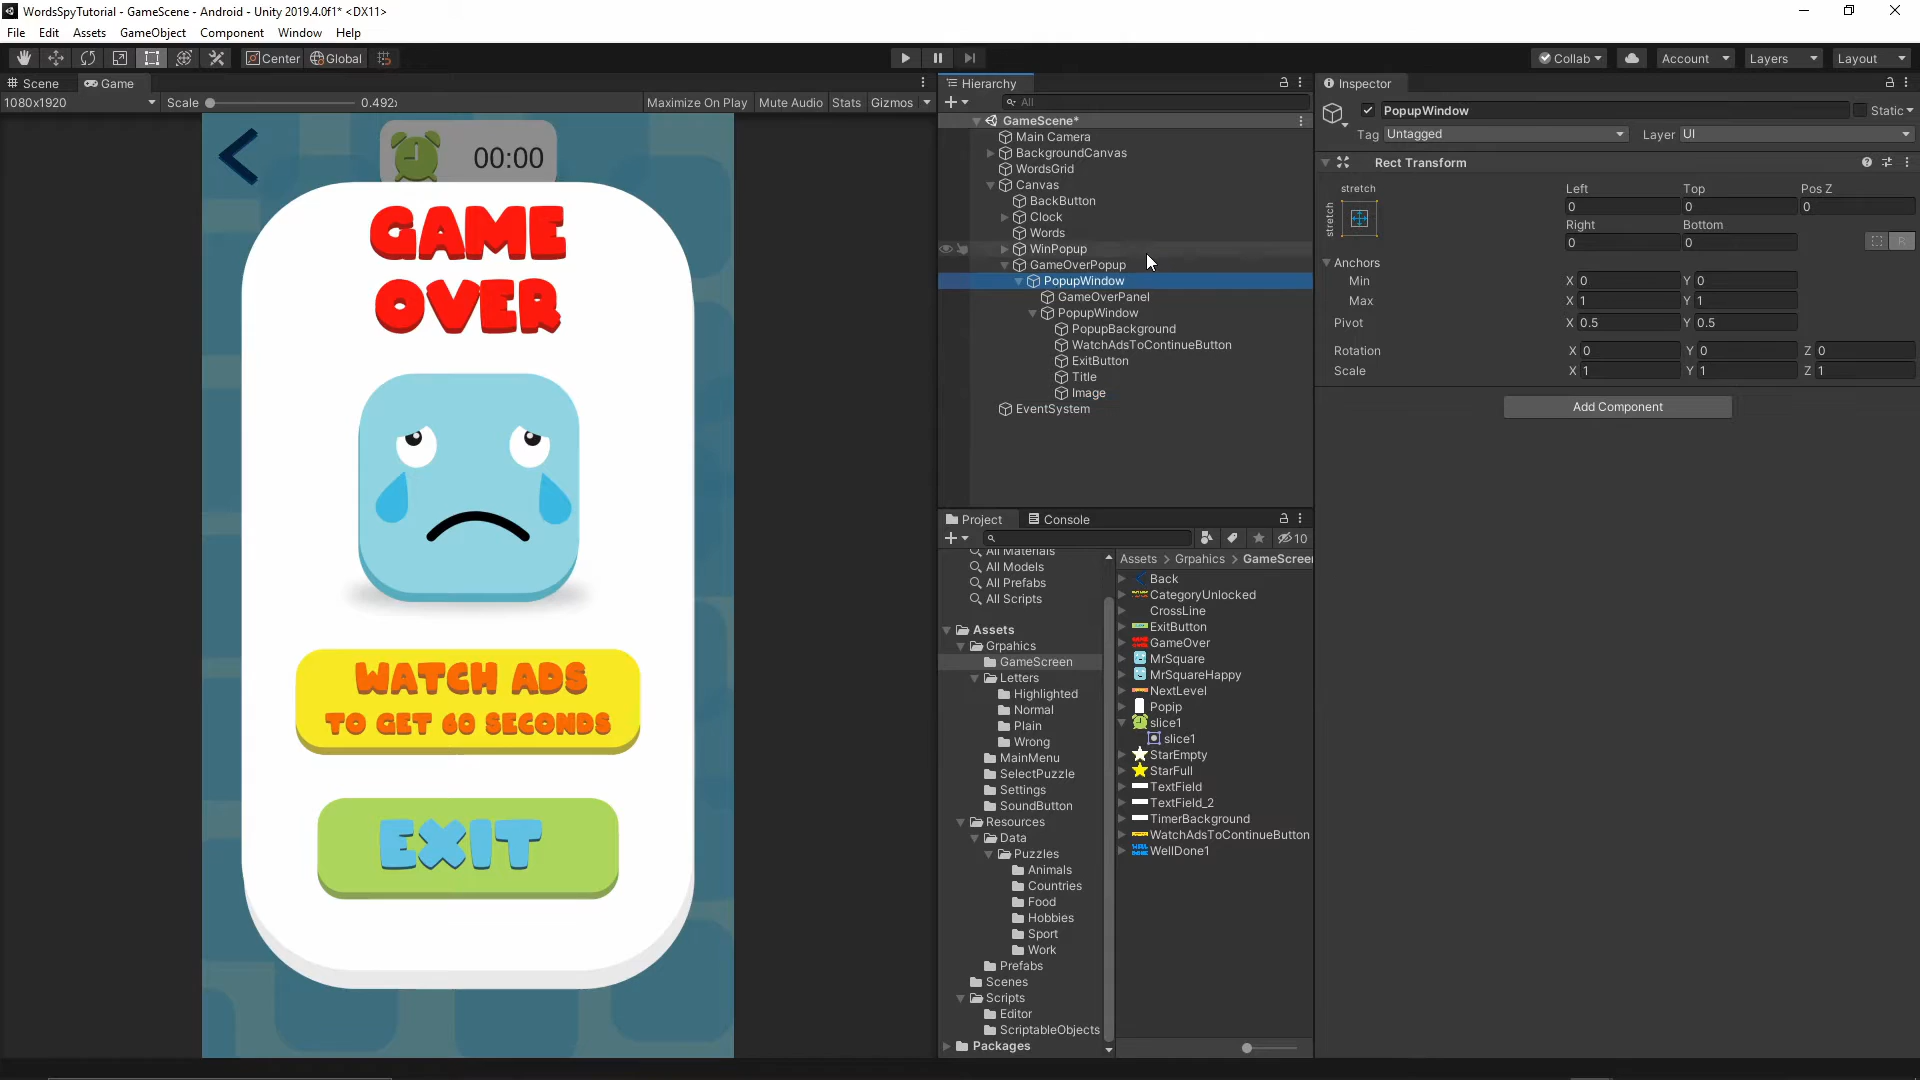 WordsSpyTutorial - GameScene - Android - Unity 2019.4.0f1* <DX11>
File Edit Assets GameObject Component Window Help
Center Global Collab Account Layers Layout
Scene Game
1080x1920 Scale 0.492x Maximize On Play Mute Audio Stats Gizmos
00:00
GAME
OVER
WATCH ADS
TO GET 60 SECONDS
EXIT
Hierarchy
All
GameScene*
Main Camera
BackgroundCanvas
WordsGrid
Canvas
BackButton
Clock
Words
WinPopup
GameOverPopup
PopupWindow
GameOverPanel
PopupWindow
PopupBackground
WatchAdsToContinueButton
ExitButton
Title
Image
EventSystem
Project Console
10
All Materials
All Models
All Prefabs
All Scripts
Assets
Grpahics
GameScreen
Letters
Highlighted
Normal
Plain
Wrong
MainMenu
SelectPuzzle
Settings
SoundButton
Resources
Data
Puzzles
Animals
Countries
Food
Hobbies
Sport
Work
Prefabs
Scenes
Scripts
Editor
ScriptableObjects
Packages
Assets > Grpahics > GameScreen
Back
CategoryUnlocked
CrossLine
ExitButton
GameOver
MrSquare
MrSquareHappy
NextLevel
Popip
slice1
slice1
StarEmpty
StarFull
TextField
TextField_2
TimerBackground
WatchAdsToContinueButton
WellDone1
Inspector
PopupWindow Static
Tag Untagged Layer UI
Rect Transform
stretch Left Top Pos Z
stretch 0 0 0
Right Bottom
0 0 R
Anchors
Min X 0 Y 0
Max X 1 Y 1
Pivot X 0.5 Y 0.5
Rotation X 0 Y 0 Z 0
Scale X 1 Y 1 Z 1
Add Component